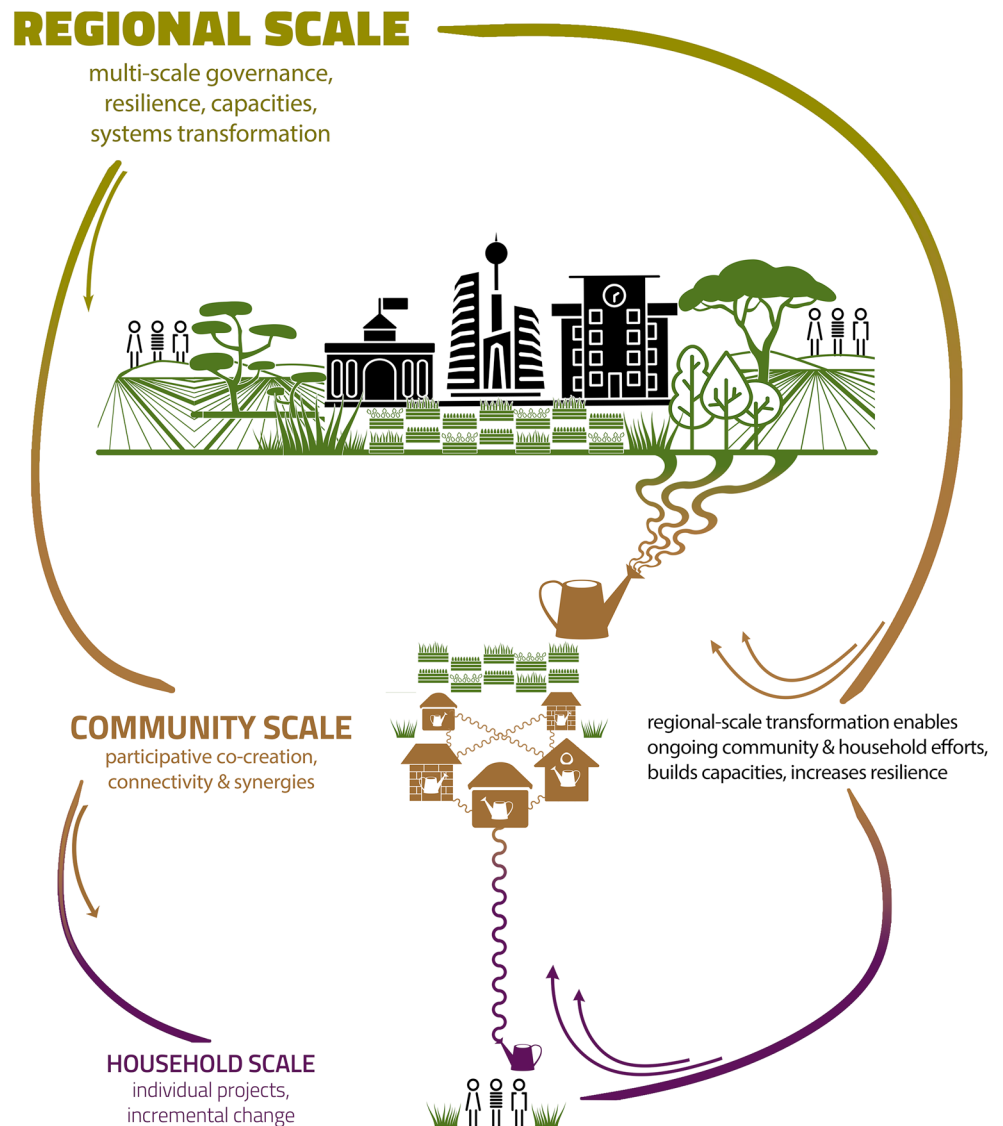 REGIONAL SCALE
multi-scale governance,
resilience, capacities,
systems transformation
COMMUNITY SCALE
participative co-creation,
connectivity & synergies
regional-scale transformation enables
ongoing community & household efforts,
builds capacities, increases resilience
HOUSEHOLD SCALE
individual projects,
incremental change